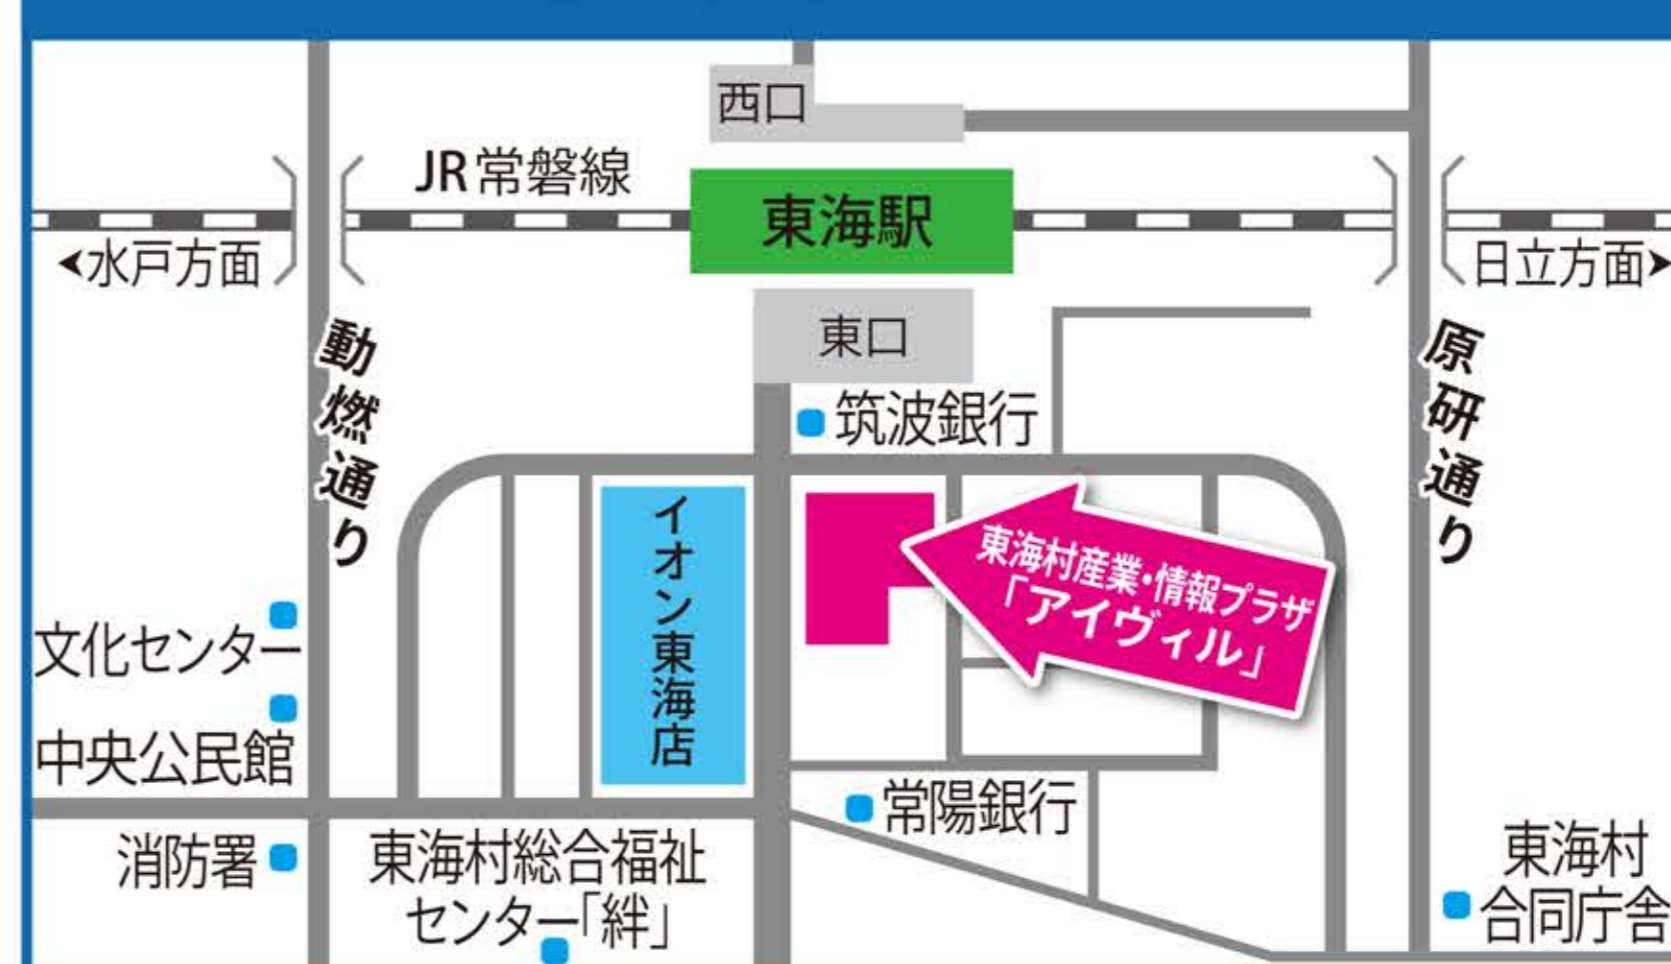 西口
JR常磐線
東海駅
水戸方面
日立方面
東口
動燃通り
原研通り
筑波銀行
イオン東海店
東海村産業・情報プラザ
「アイヴィル」
文化センター
中央公民館
常陽銀行
消防署
東海村総合福祉
センター「絆」
東海村
合同庁舎